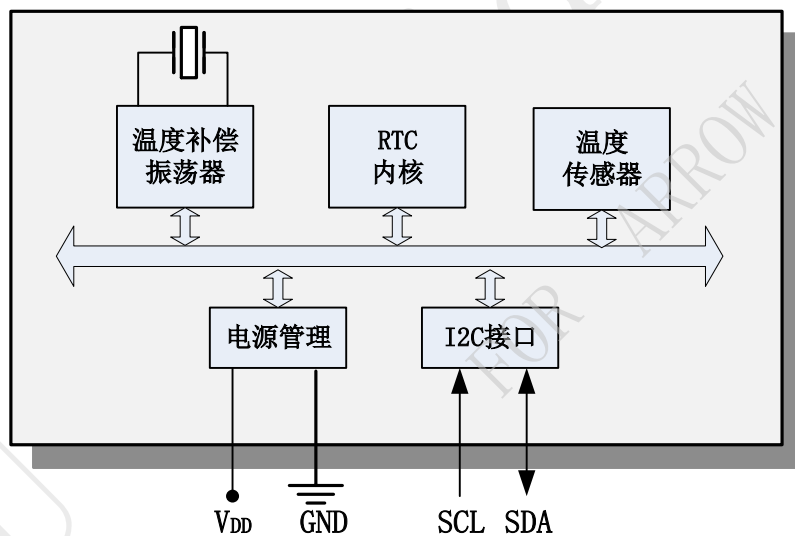 温度补偿
振荡器
RTC
内核
温度
传感器
电源管理
I2C接口
VDD
GND
SCL
SDA
FOR ARROW